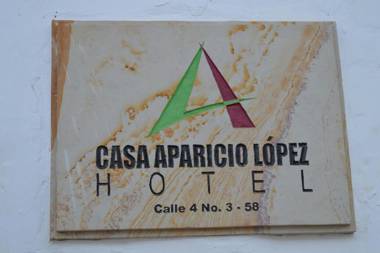 CASA APARICIO LÓPEZ
HOTEL
Calle 4 No. 3 - 58